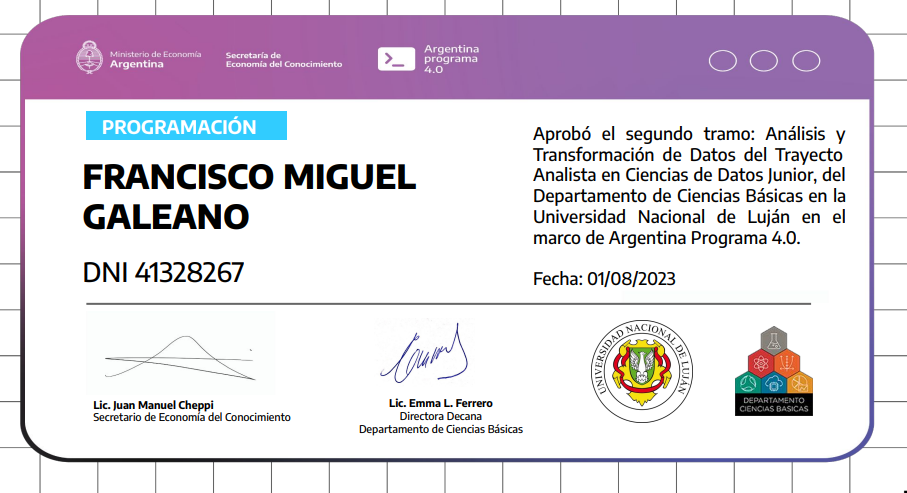 Ministerio de Economía
Argentina
Secretaría de
Economía del Conocimiento
Argentina
programa
4.0
PROGRAMACIÓN
FRANCISCO MIGUEL
GALEANO
DNI 41328267
Aprobó el segundo tramo: Análisis y
Transformación de Datos del Trayecto
Analista en Ciencias de Datos Junior, del
Departamento de Ciencias Básicas en la
Universidad Nacional de Luján en el
marco de Argentina Programa 4.0.
Fecha: 01/08/2023
Lic. Juan Manuel Cheppi
Secretario de Economía del Conocimiento
Lic. Emma L. Ferrero
Directora Decana
Departamento de Ciencias Básicas
UNIVERSIDAD NACIONAL DE LUJÁN
DEPARTAMENTO
CIENCIAS BASICAS